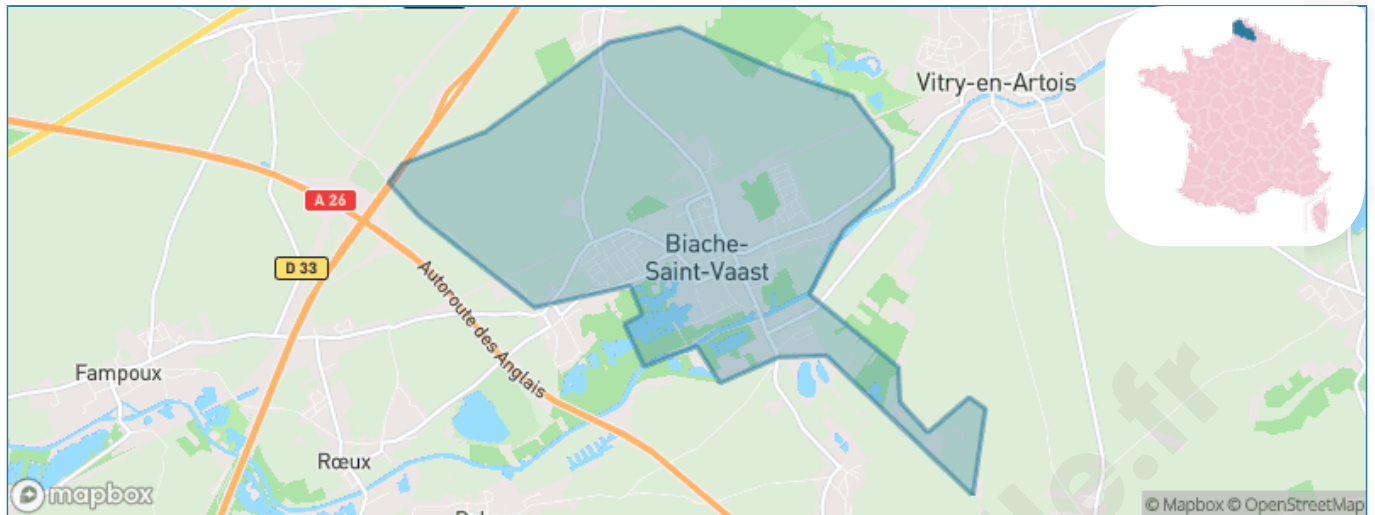 Vitry-en-Artois
A 26
Biache-
Saint-Vaast
D 33
Autoroute des Anglais
Fampoux
Rœux
mapbox
© Mapbox © OpenStreetMap